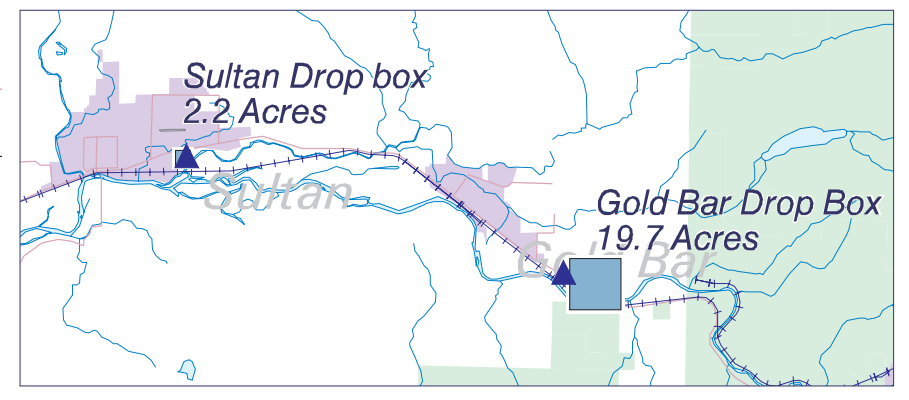 Sultan Drop box
2.2 Acres
Sultan
Gold Bar Drop Box
19.7 Acres
Gold Bar